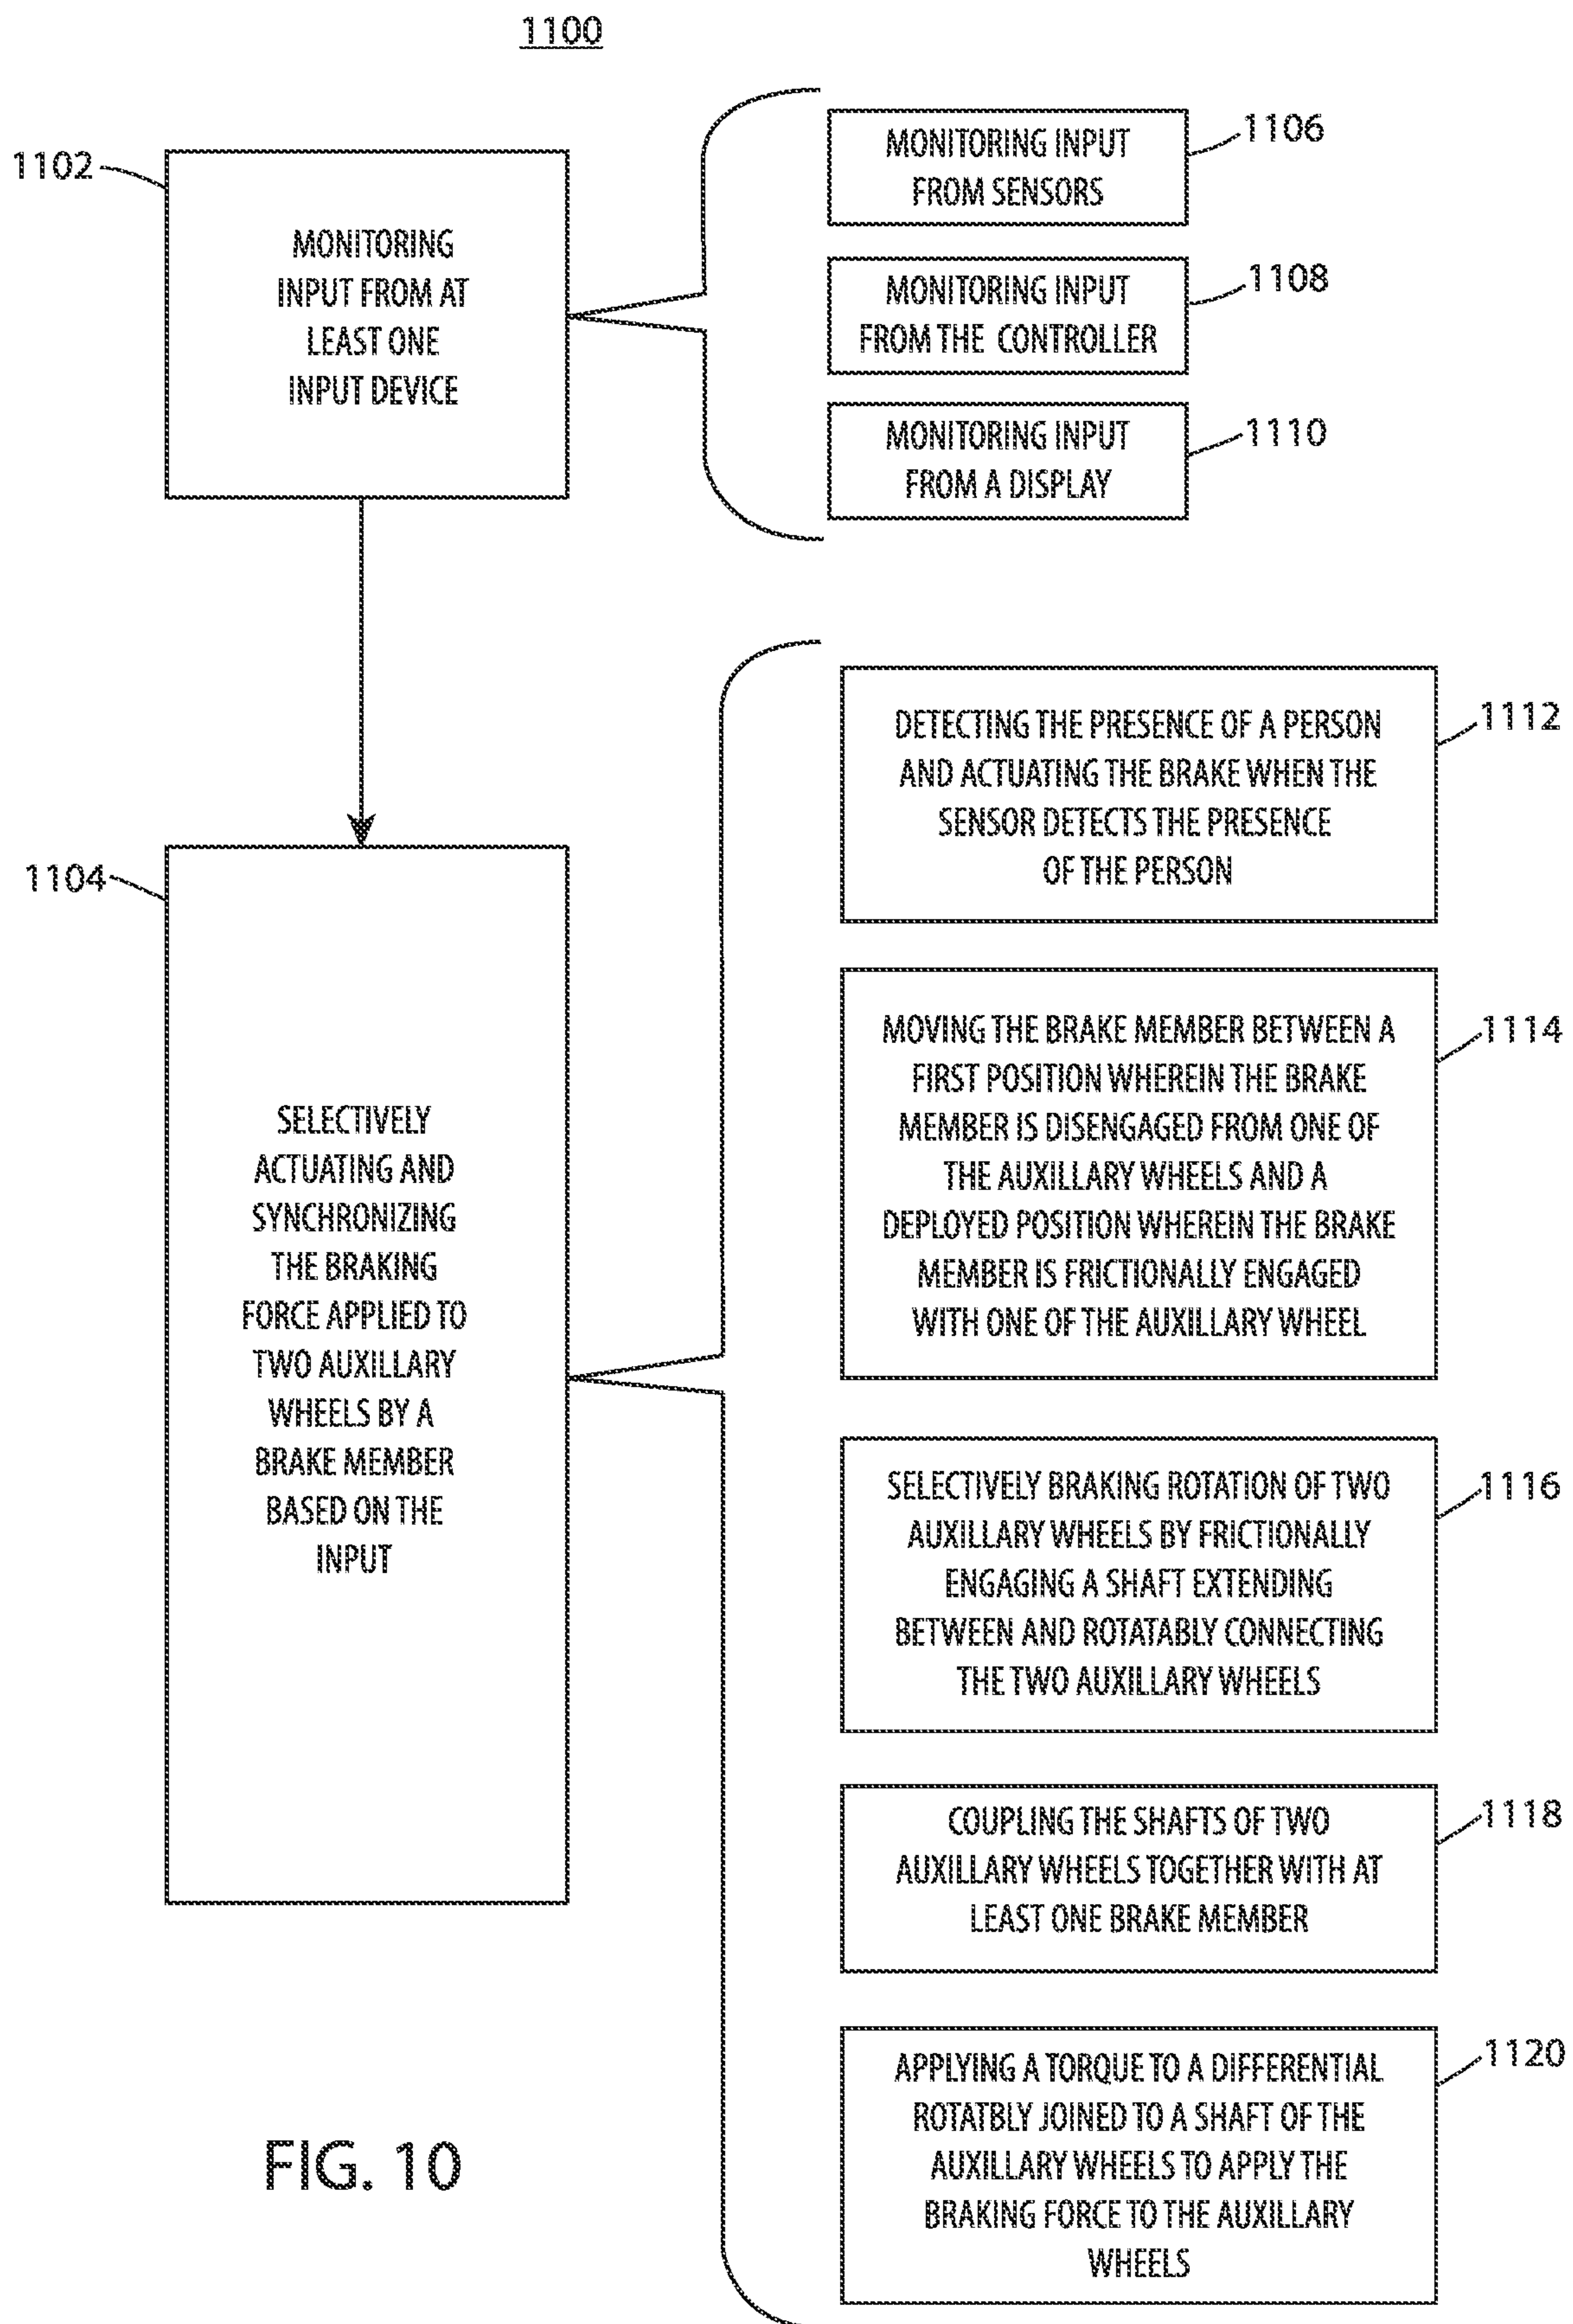 1100
1102
MONITORING
INPUT FROM AT
LEAST ONE
INPUT DEVICE
MONITORING INPUT
FROM SENSORS
1106
MONITORING INPUT
FROM THE CONTROLLER
1108
MONITORING INPUT
FROM A DISPLAY
1110
1104
SELECTIVELY
ACTUATING AND
SYNCHRONIZING
THE BRAKING
FORCE APPLIED TO
TWO AUXILLARY
WHEELS BY A
BRAKE MEMBER
BASED ON THE
INPUT
DETECTING THE PRESENCE OF A PERSON
AND ACTUATING THE BRAKE WHEN THE
SENSOR DETECTS THE PRESENCE
OF THE PERSON
1112
MOVING THE BRAKE MEMBER BETWEEN A
FIRST POSITION WHEREIN THE BRAKE
MEMBER IS DISENGAGED FROM ONE OF
THE AUXILLARY WHEELS AND A
DEPLOYED POSITION WHEREIN THE BRAKE
MEMBER IS FRICTIONALLY ENGAGED
WITH ONE OF THE AUXILLARY WHEEL
1114
SELECTIVELY BRAKING ROTATION OF TWO
AUXILLARY WHEELS BY FRICTIONALLY
ENGAGING A SHAFT EXTENDING
BETWEEN AND ROTATABLY CONNECTING
THE TWO AUXILLARY WHEELS
1116
COUPLING THE SHAFTS OF TWO
AUXILLARY WHEELS TOGETHER WITH AT
LEAST ONE BRAKE MEMBER
1118
APPLYING A TORQUE TO A DIFFERENTIAL
ROTATBLY JOINED TO A SHAFT OF THE
AUXILLARY WHEELS TO APPLY THE
BRAKING FORCE TO THE AUXILLARY
WHEELS
1120
FIG. 10